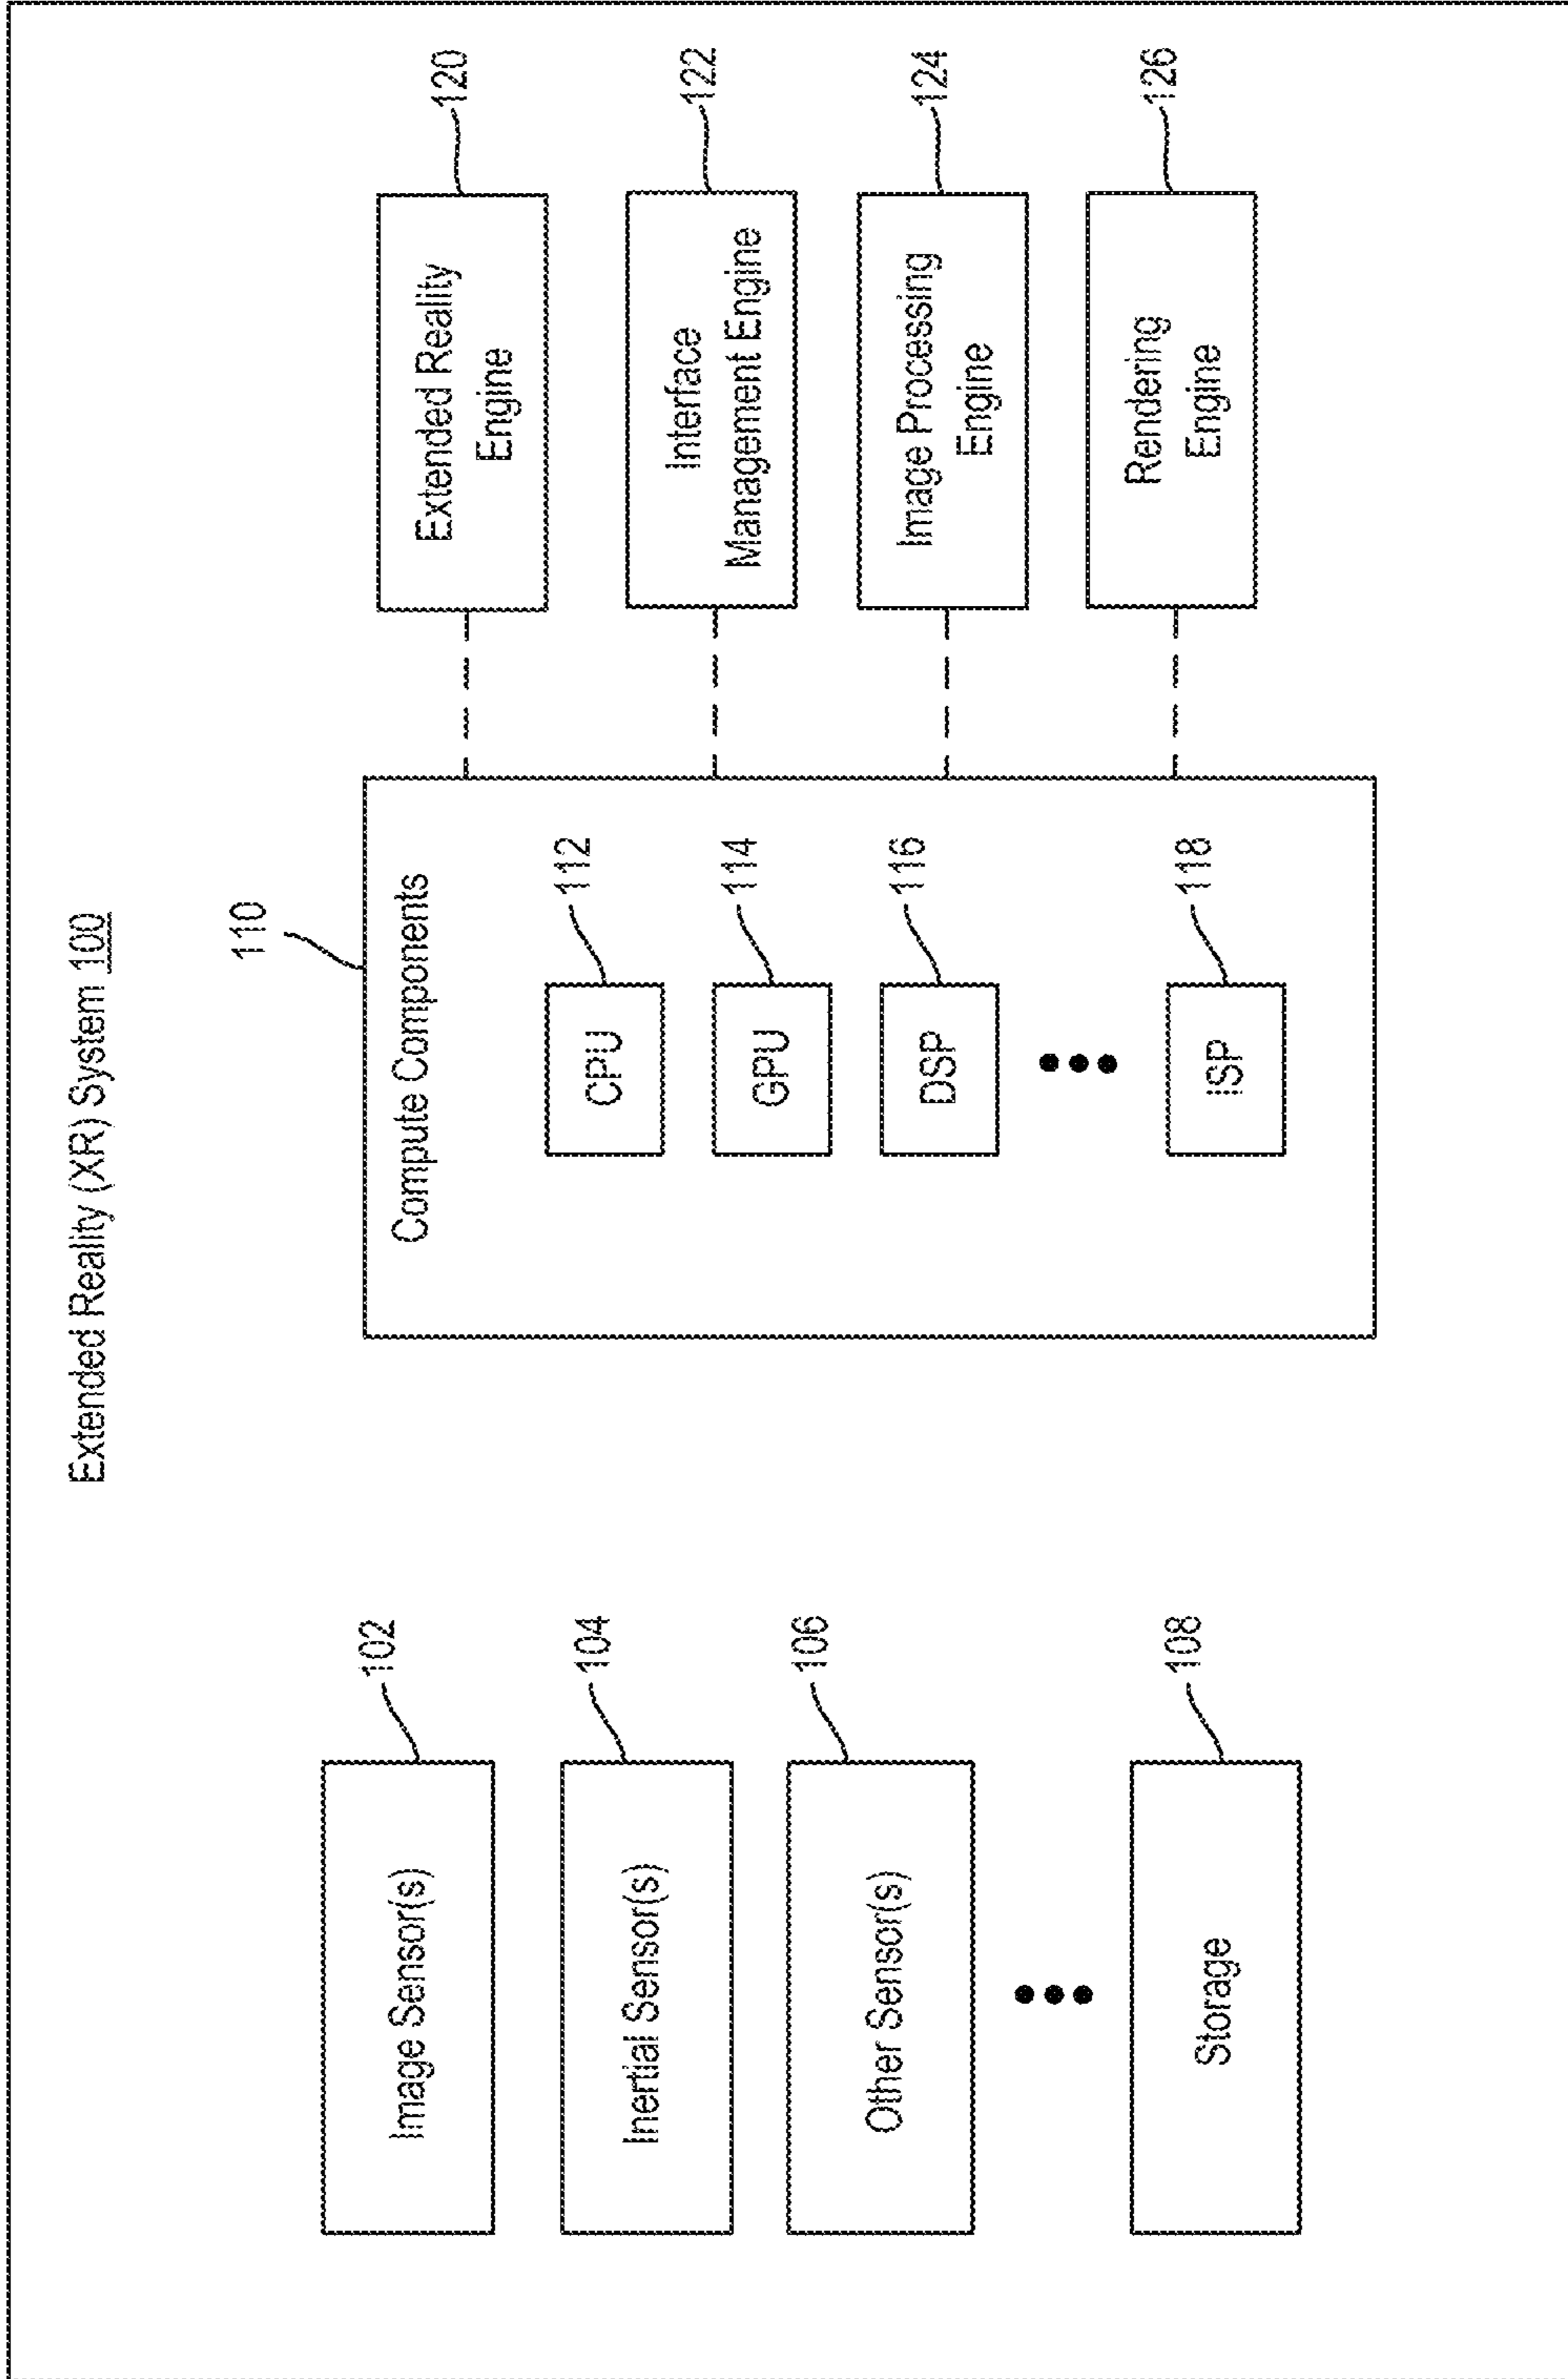 Extended Reality (XR) System 100
Image Sensor(s)
102
Inertial Sensor(s)
104
Other Sensor(s)
106
Storage
108
110
Compute Components
CPU
112
GPU
114
DSP
116
ISP
118
Extended Reality
Engine
120
Interface
Management Engine
122
Image Processing
Engine
124
Rendering
Engine
126